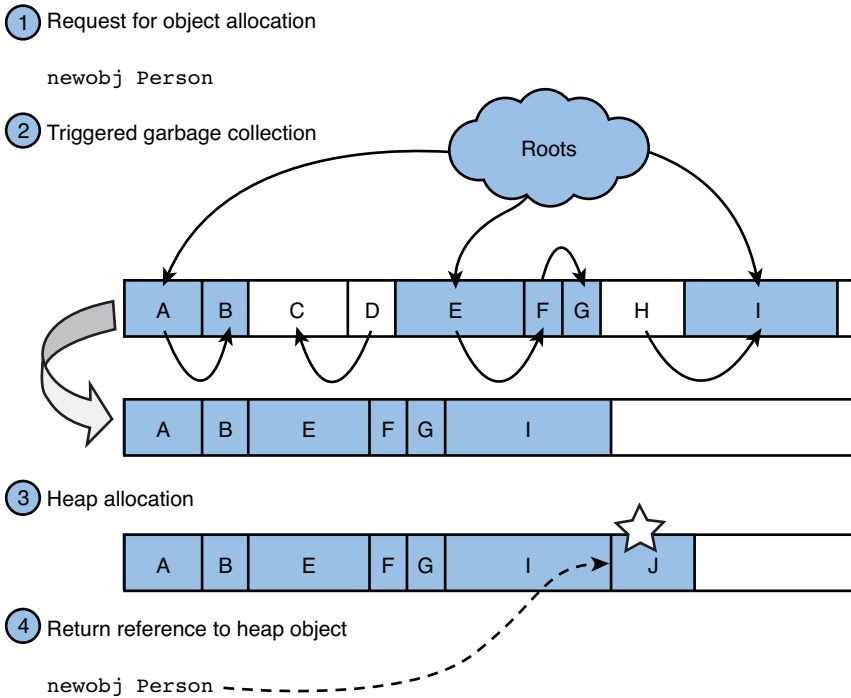 1 Request for object allocation
newobj Person
2 Triggered garbage collection
Roots
A B C D E F G H I
A B E F G I
3 Heap allocation
A B E F G I J
4 Return reference to heap object
newobj Person